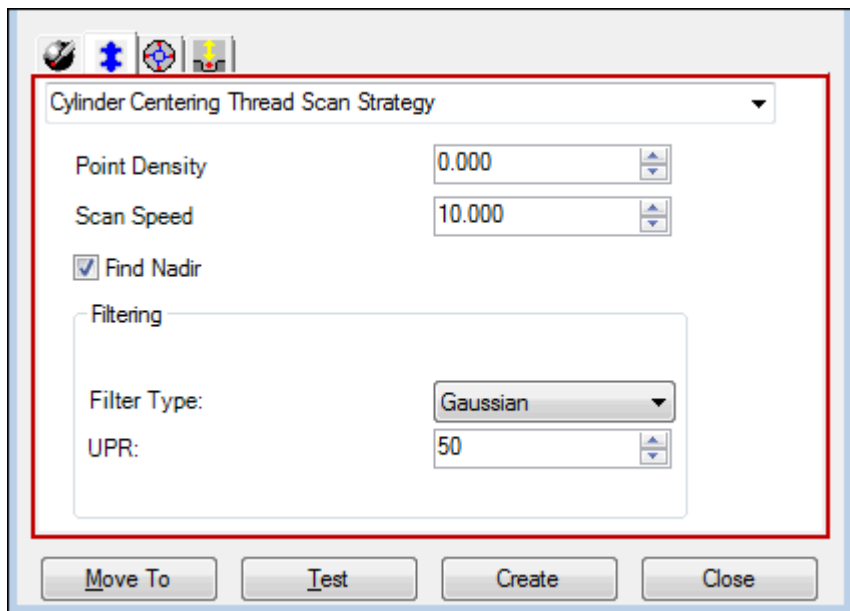 Cylinder Centering Thread Scan Strategy
Point Density 0.000
Scan Speed 10.000
Find Nadir
Filtering
Filter Type: Gaussian
UPR: 50
Move To Test Create Close